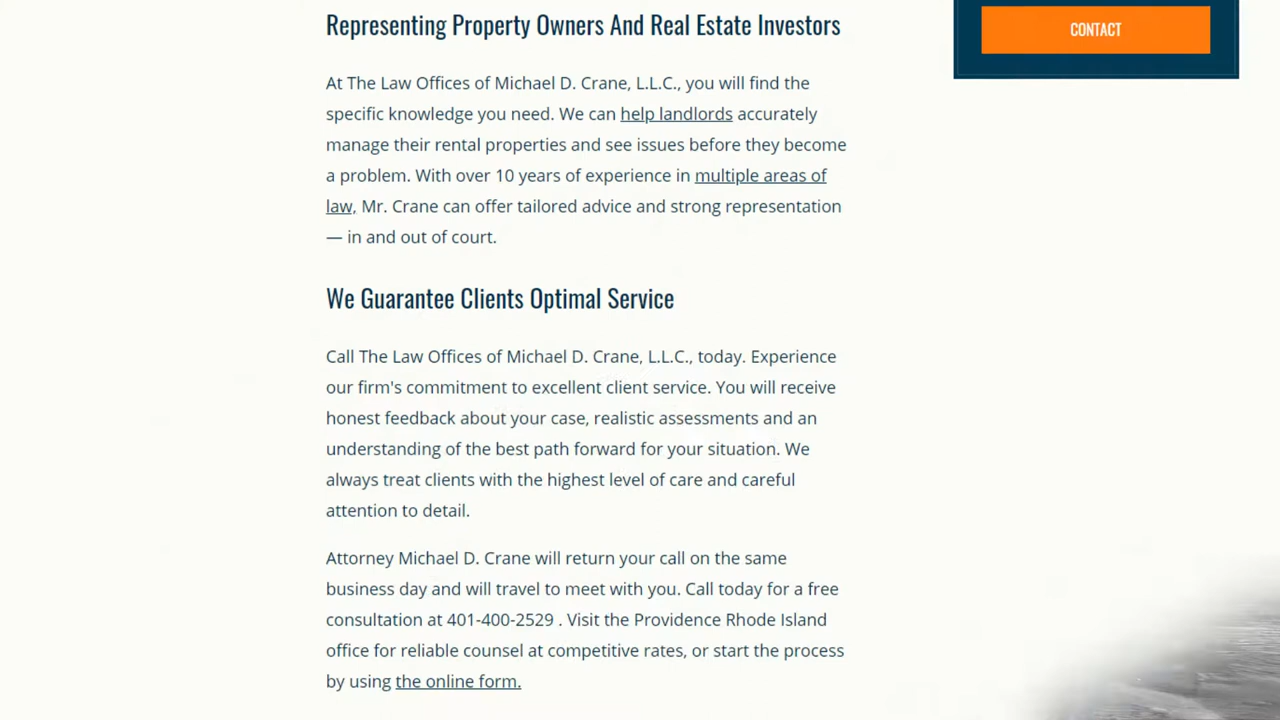 Representing Property Owners And Real Estate Investors
CONTACT
At The Law Offices of Michael D. Crane, L.L.C., you will find the
specific knowledge you need. We can help landlords accurately
manage their rental properties and see issues before they become
a problem. With over 10 years of experience in multiple areas of
law, Mr. Crane can offer tailored advice and strong representation
— in and out of court.
We Guarantee Clients Optimal Service
Call The Law Offices of Michael D. Crane, L.L.C., today. Experience
our firm's commitment to excellent client service. You will receive
honest feedback about your case, realistic assessments and an
understanding of the best path forward for your situation. We
always treat clients with the highest level of care and careful
attention to detail.
Attorney Michael D. Crane will return your call on the same
business day and will travel to meet with you. Call today for a free
consultation at 401-400-2529 . Visit the Providence Rhode Island
office for reliable counsel at competitive rates, or start the process
by using the online form.